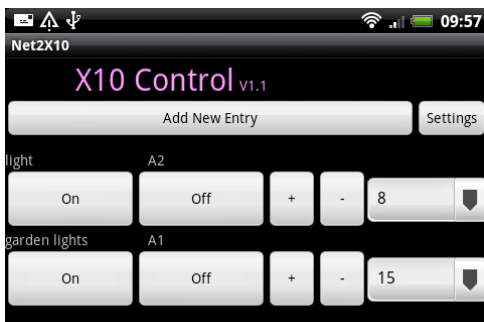 09:57
Net2X10
X10 Control V1.1
Add New Entry Settings
light A2
On Off + - 8
garden lights A1
On Off + - 15